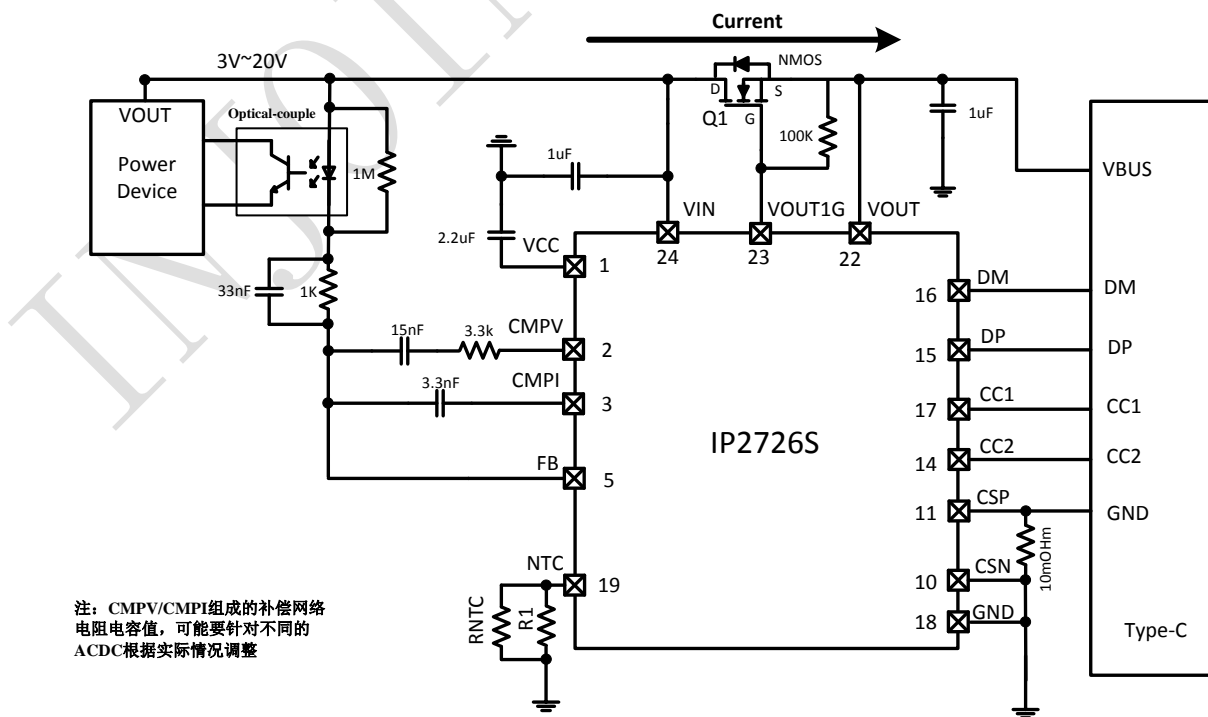 Current
3V~20V
NMOS
D
S
G
Q1
VOUT
Power
Device
Optical-couple
1M
1uF
100K
1uF
VBUS
VIN
VOUT1G
VOUT
24
23
22
2.2uF
VCC
1
33nF
1K
15nF
3.3k
CMPV
2
3.3nF
CMPI
3
FB
5
IP2726S
16
DM
DM
15
DP
DP
17
CC1
CC1
14
CC2
CC2
11
CSP
GND
10mOHm
10
CSN
18
GND
NTC
19
RNTC
R1
Type-C
注：CMPV/CMPI组成的补偿网络
电阻电容值，可能要针对不同的
ACDC根据实际情况调整